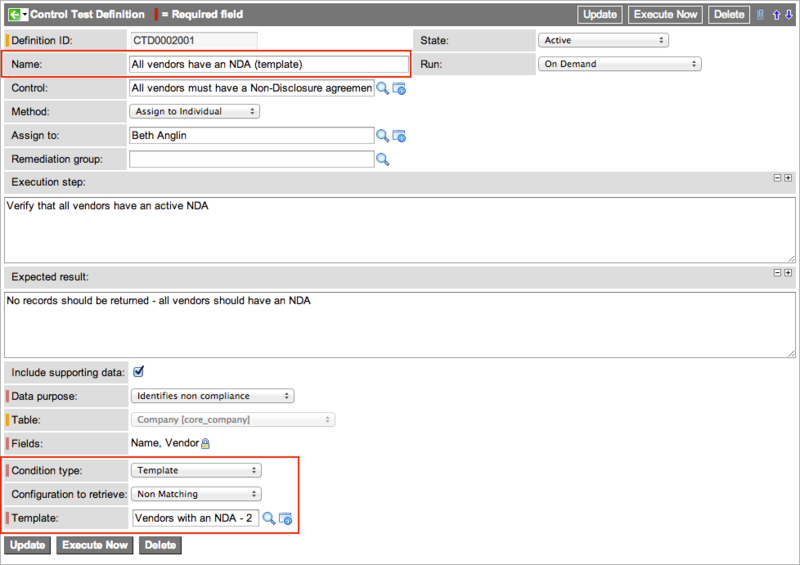 Control Test Definition = Required field Update Execute Now Delete
Definition ID: CTD0002001 State: Active
Name: All vendors have an NDA (template) Run: On Demand
Control: All vendors must have a Non-Disclosure agreemen
Method: Assign to Individual
Assign to: Beth Anglin
Remediation group:
Execution step:
Verify that all vendors have an active NDA
Expected result:
No records should be returned - all vendors should have an NDA
Include supporting data:
Data purpose: Identifies non compliance
Table: Company [core_company]
Fields: Name, Vendor
Condition type: Template
Configuration to retrieve: Non Matching
Template: Vendors with an NDA - 2
Update Execute Now Delete